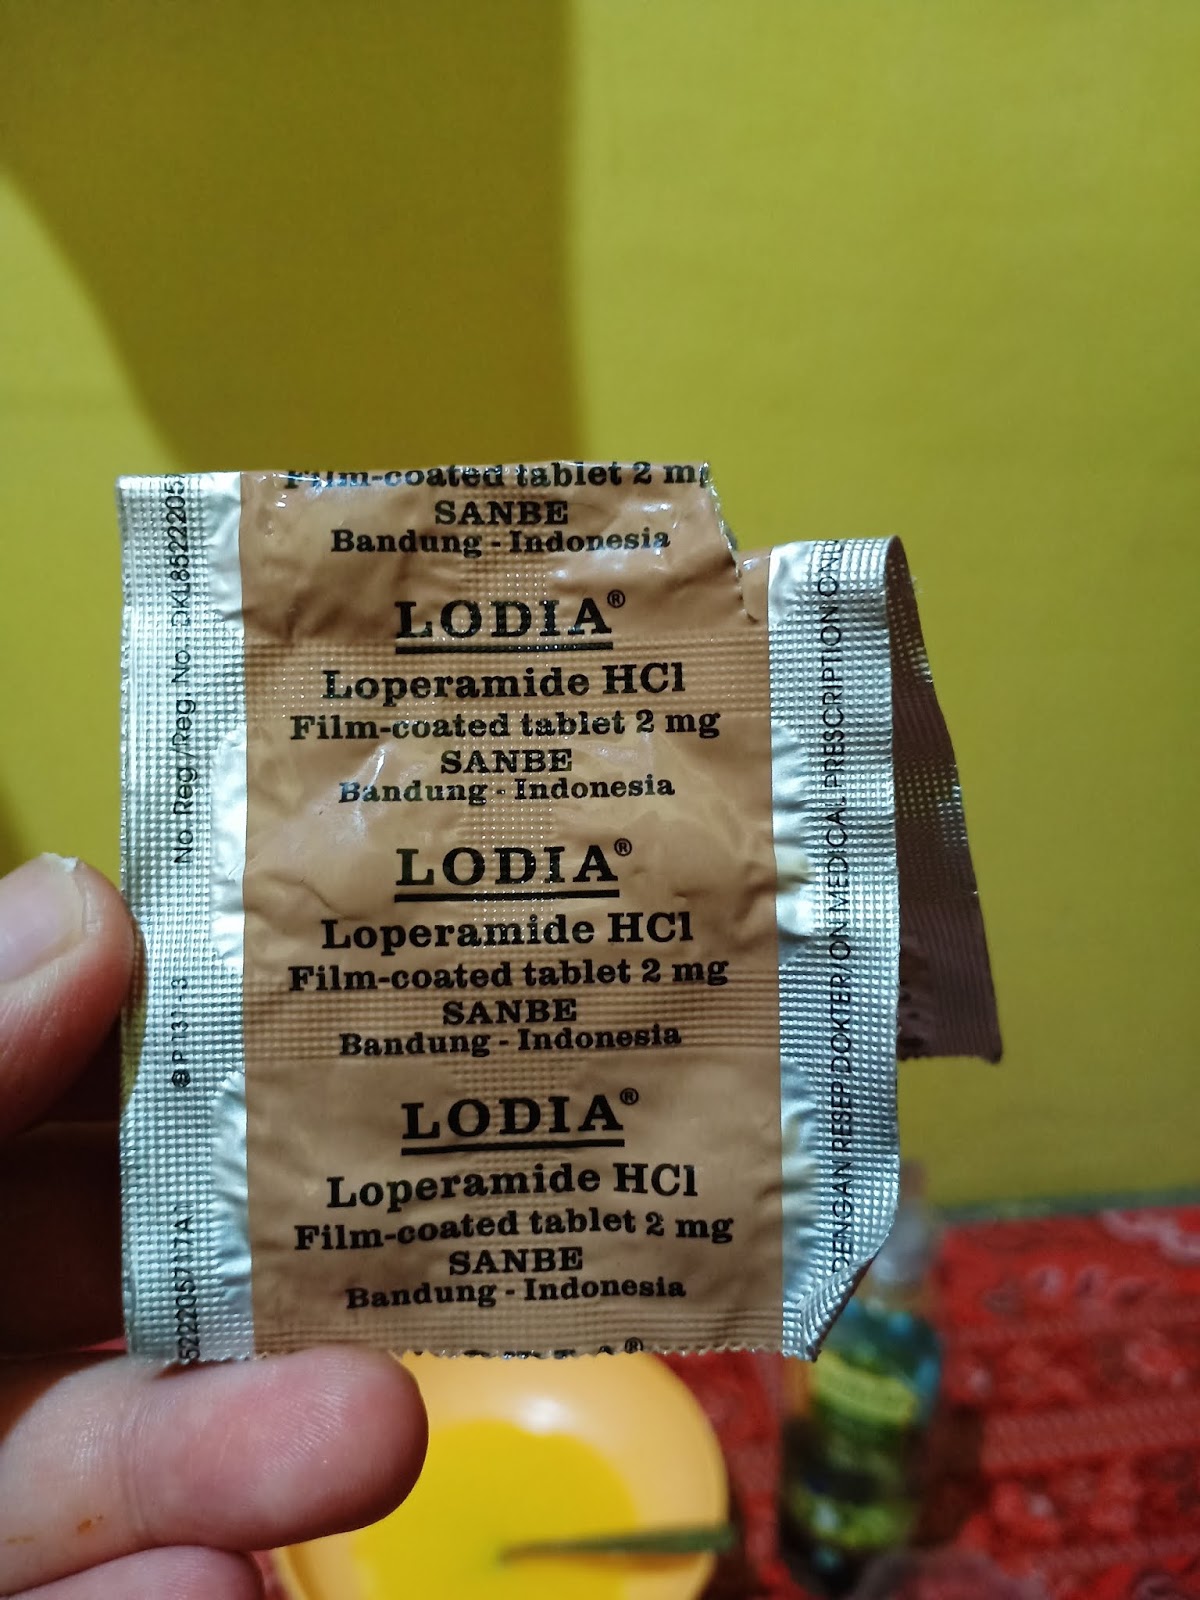 Film-coated tablet 2 mg
SANBE
Bandung - Indonesia
LODIA®
Loperamide HCl
Film-coated tablet 2 mg
SANBE
Bandung - Indonesia
LODIA®
Loperamide HCl
Film-coated tablet 2 mg
SANBE
Bandung - Indonesia
LODIA®
Loperamide HCl
Film-coated tablet 2 mg
SANBE
Bandung - Indonesia
No. Reg/Reg. No.
DENGAN RESEP DOKTER/ON MEDICAL PRESCRIPTION ONLY